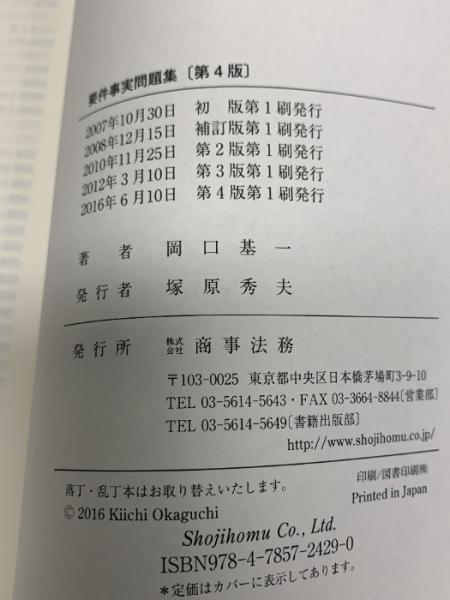 要件事実問題集〔第4版〕
2007年10月30日 初 版第1刷発行
2008年12月15日 補訂版第1刷発行
2010年11月25日 第2版第1刷発行
2012年3月10日 第3版第1刷発行
2016年6月10日 第4版第1刷発行
著者 岡口基一
発行者 塚原秀夫
発行所 株式会社 商事法務
〒103-0025 東京都中央区日本橋茅場町3-9-10
TEL 03-5614-5643・FAX 03-3664-8844〔営業部〕
TEL 03-5614-5649〔書籍出版部〕
http://www.shojihomu.co.jp/
落丁・乱丁本はお取り替えいたします。
印刷/図書印刷㈱
© 2016 Kiichi Okaguchi
Printed in Japan
Shojihomu Co., Ltd.
ISBN978-4-7857-2429-0
*定価はカバーに表示してあります。